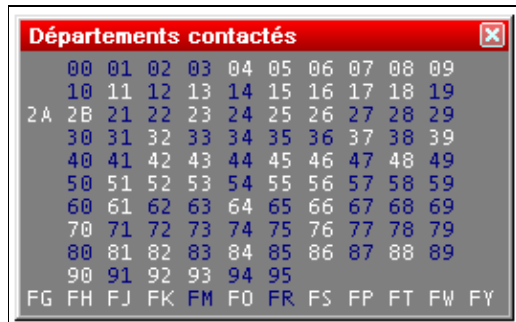 Départements contactés
00 01 02 03 04 05 06 07 08 09
10 11 12 13 14 15 16 17 18 19
2A 2B 21 22 23 24 25 26 27 28 29
30 31 32 33 34 35 36 37 38 39
40 41 42 43 44 45 46 47 48 49
50 51 52 53 54 55 56 57 58 59
60 61 62 63 64 65 66 67 68 69
70 71 72 73 74 75 76 77 78 79
80 81 82 83 84 85 86 87 88 89
90 91 92 93 94 95
FG FH FJ FK FM FO FR FS FP FT FW FY